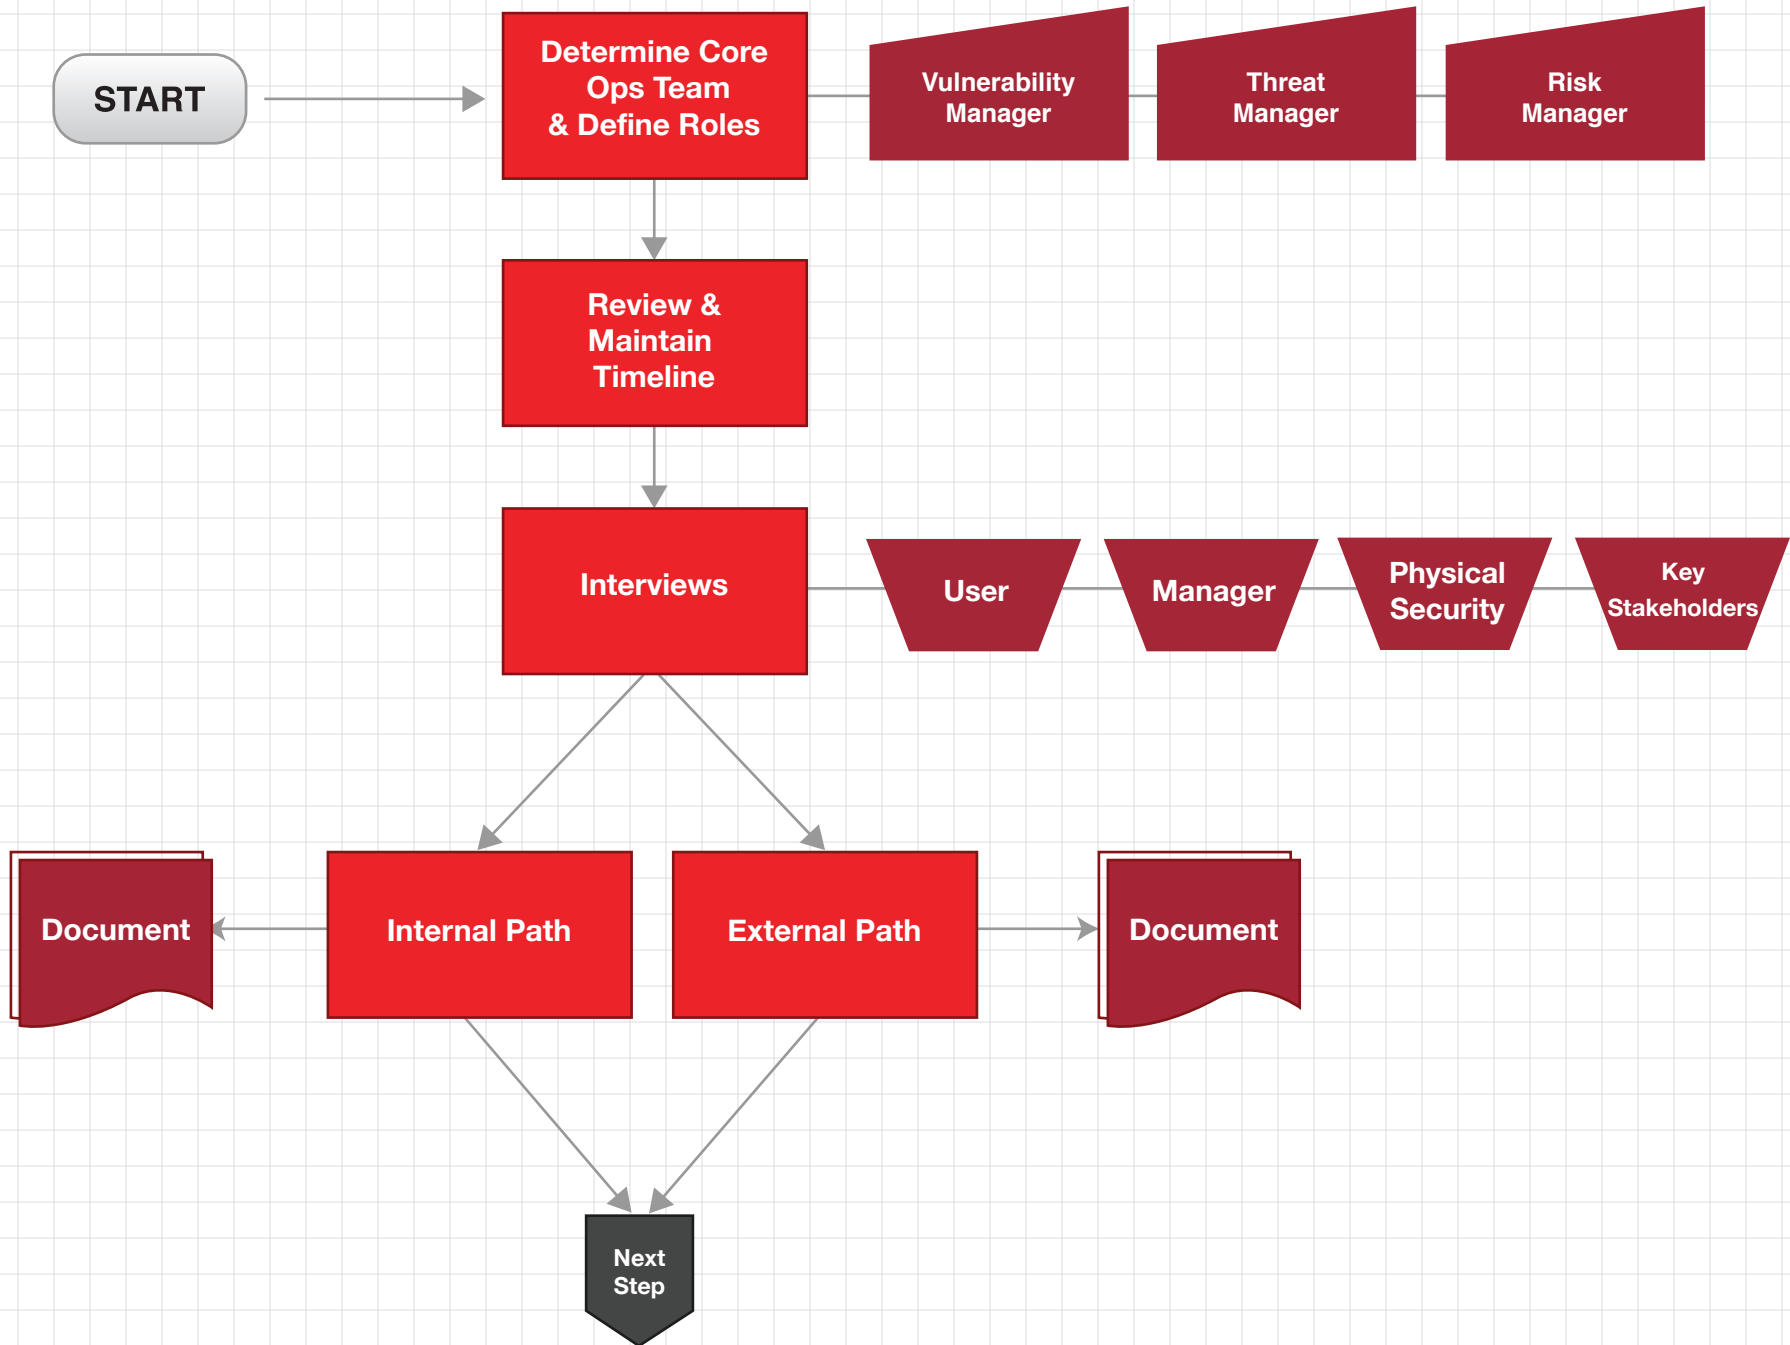 START
Determine Core
Ops Team
& Define Roles
Vulnerability
Manager
Threat
Manager
Risk
Manager
Review &
Maintain
Timeline
Interviews
User
Manager
Physical
Security
Key
Stakeholders
Document
Internal Path
External Path
Document
Next
Step